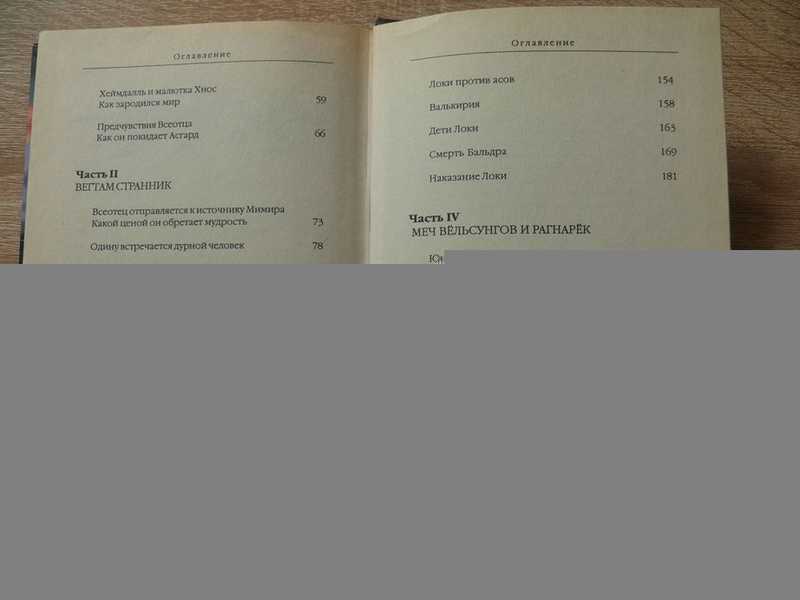 Оглавление
Хеймдалль и малютка Хнос
Как зародился мир 59
Предчувствия Всеотца
Как он покидает Асгард 66
Часть II
ВЕГТАМ СТРАННИК
Всеотец отправляется к источнику Мимира
Какой ценой он обретает мудрость 73
Одину встречается дурной человек 78
Оглавление
Локи против асов 154
Валькирия 158
Дети Локи 163
Смерть Бальдра 169
Наказание Локи 181
Часть IV
МЕЧ ВЁЛЬСУНГОВ И РАГНАРЁК